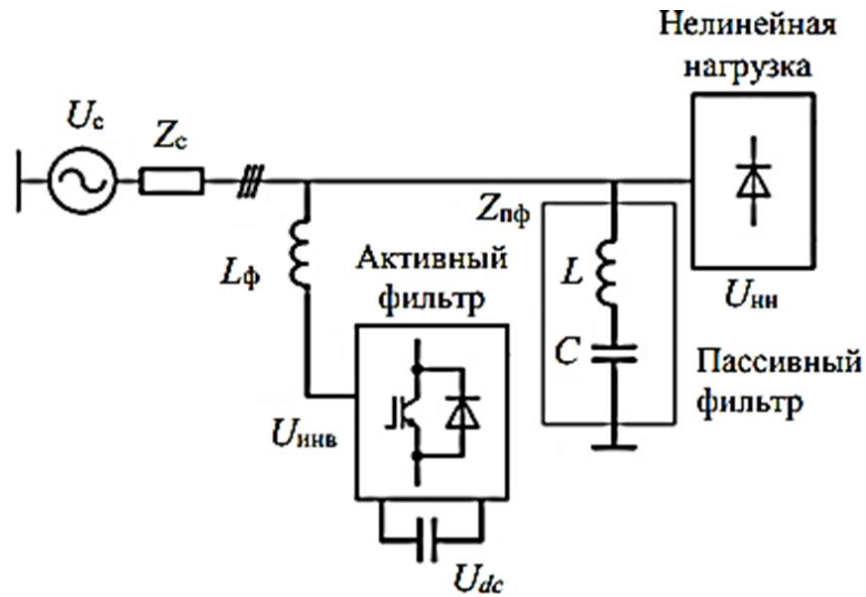 Нелинейная
нагрузка
Uс
Zс
Zпф
Lф
Активный
фильтр
L
C
Uнн
Пассивный
фильтр
Uинв
Udc